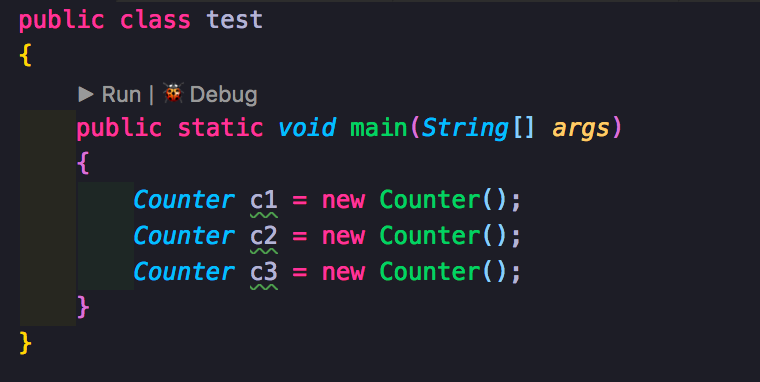 public class test
{
Run | Debug
public static void main(String[] args)
{
Counter c1 = new Counter();
Counter c2 = new Counter();
Counter c3 = new Counter();
}
}